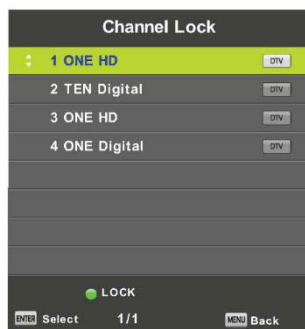 Channel Lock
1 ONE HD DTV
2 TEN Digital DTV
3 ONE HD DTV
4 ONE Digital DTV
LOCK
ENTER Select 1/1 MENU Back